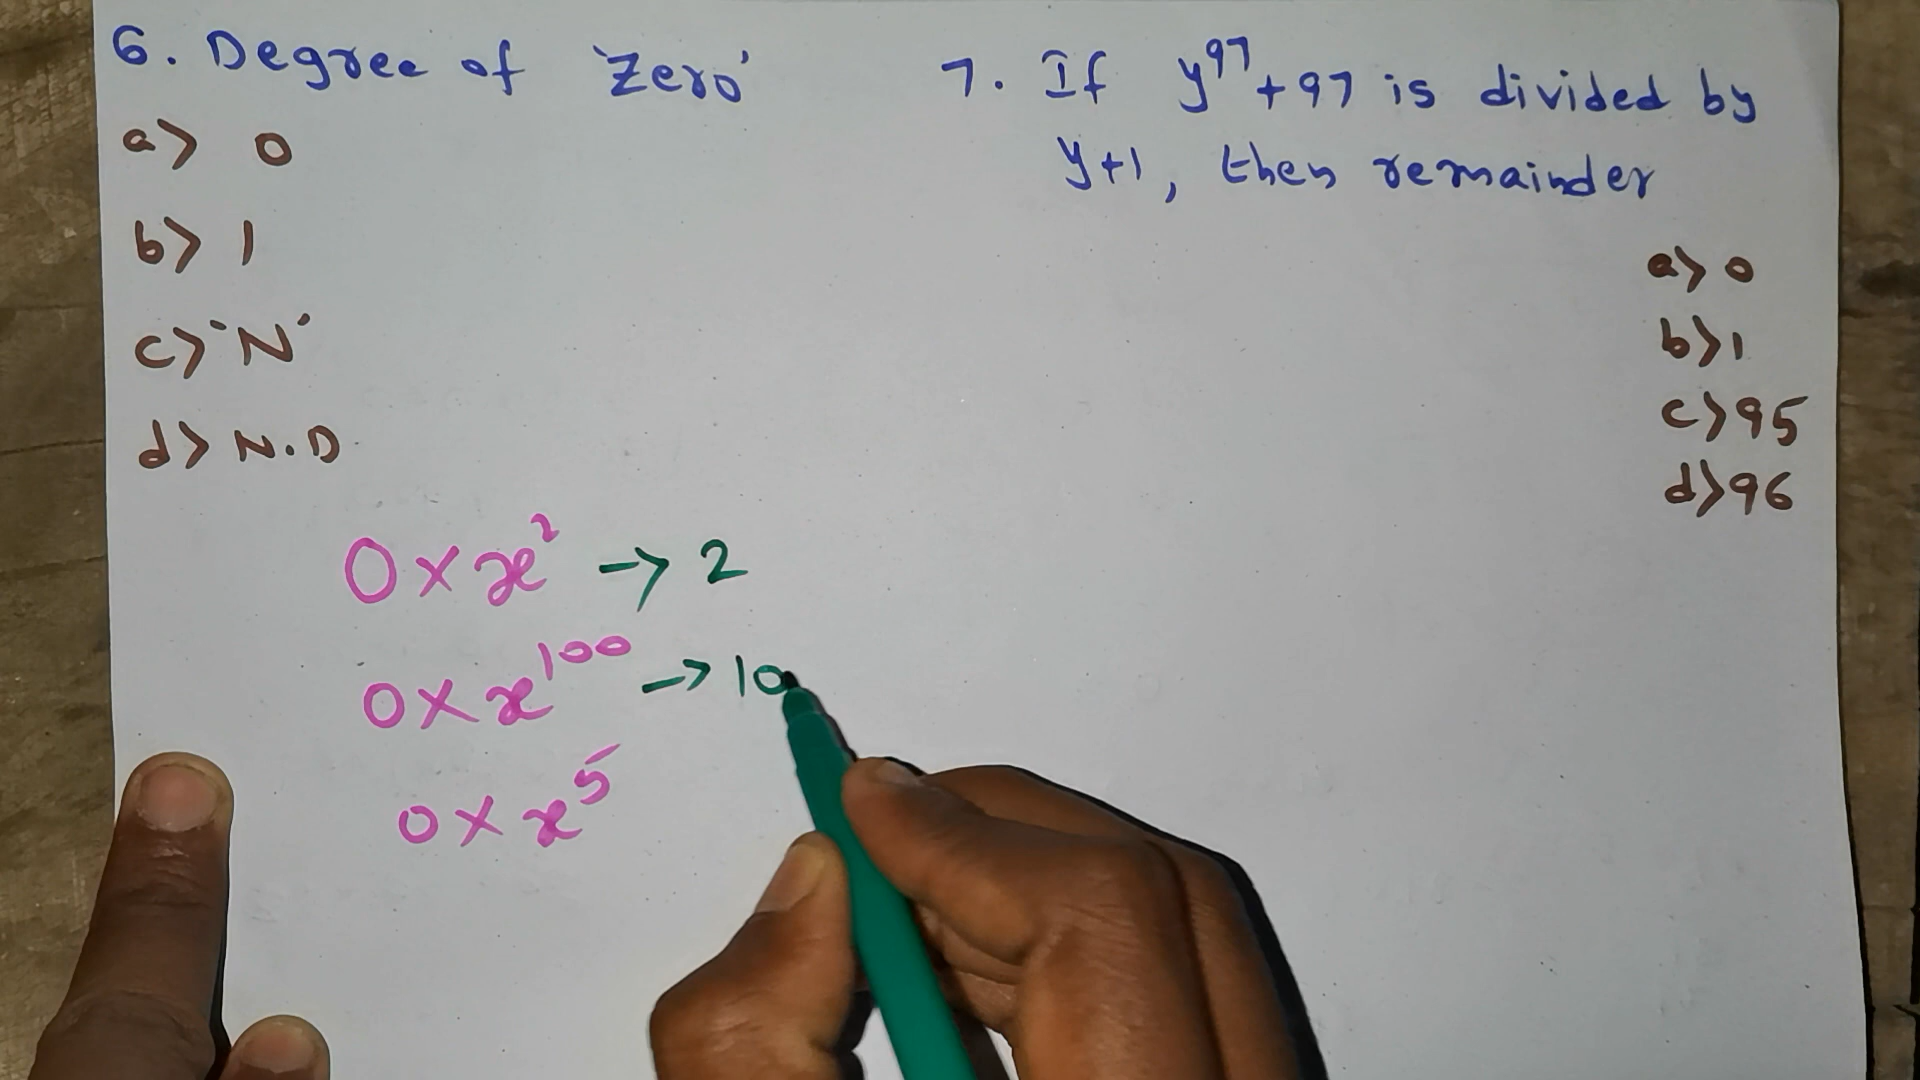 6. Degree of 'Zero'
a> 0
b> 1
c> 'N'
d> N.D
0 × x² → 2
0 × x¹⁰⁰ → 10
0 × x⁵
7. If y⁹⁷ + 97 is divided by
y+1, then remainder
a> 0
b> 1
c> 95
d> 96